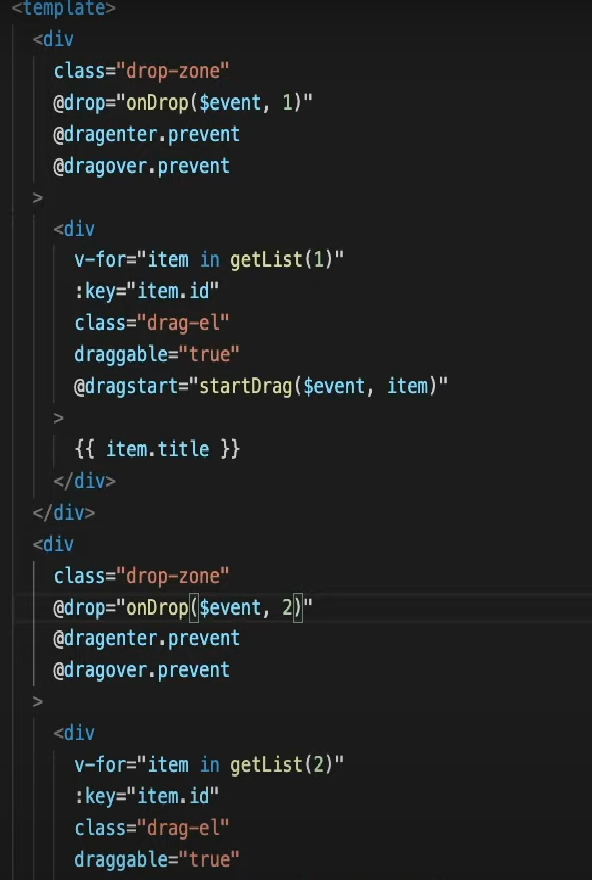 <template>
<div
class="drop-zone"
@drop="onDrop($event, 1)"
@dragenter.prevent
@dragover.prevent
>
<div
v-for="item in getList(1)"
:key="item.id"
class="drag-el"
draggable="true"
@dragstart="startDrag($event, item)"
>
{{ item.title }}
</div>
</div>
<div
class="drop-zone"
@drop="onDrop($event, 2)"
@dragenter.prevent
@dragover.prevent
>
<div
v-for="item in getList(2)"
:key="item.id"
class="drag-el"
draggable="true"